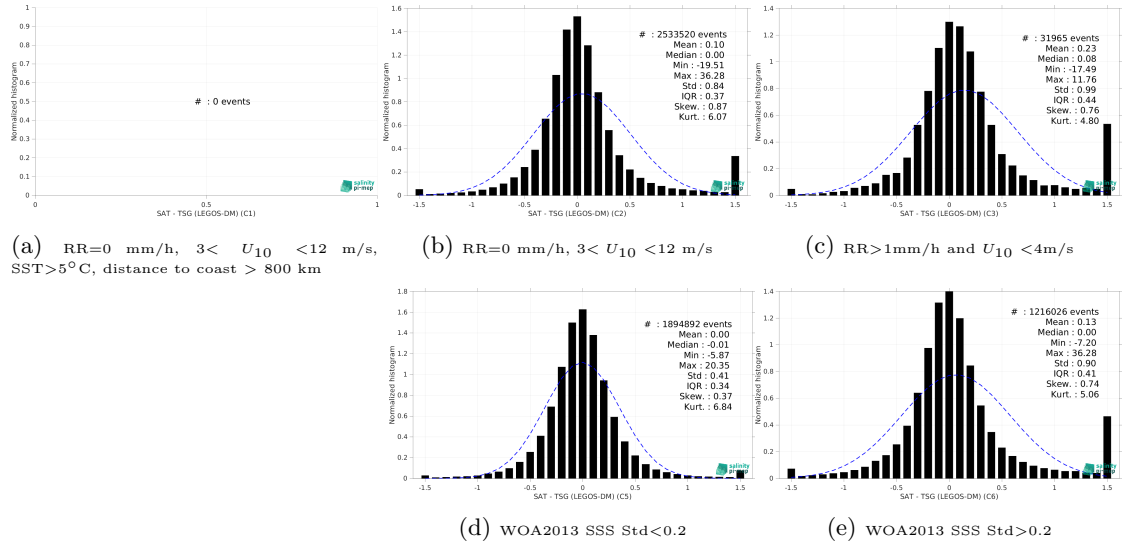 1
0.9
0.8
0.7
0.6
0.5
0.4
0.3
0.2
0.1
0
Normalized histogram
# : 0 events
0 0.5 1
SAT - TSG (LEGOS-DM) (C1)
salinity
pi-mep
(a) RR=0 mm/h, 3< U10 <12 m/s,
SST>5°C, distance to coast > 800 km
1.6
1.4
1.2
1
0.8
0.6
0.4
0.2
0
Normalized histogram
# : 2533520 events
Mean : 0.10
Median : 0.00
Min : -19.51
Max : 36.28
Std : 0.84
IQR : 0.37
Skew. : 0.87
Kurt. : 6.07
-1.5 -1 -0.5 0 0.5 1 1.5
SAT - TSG (LEGOS-DM) (C2)
salinity
pi-mep
(b) RR=0 mm/h, 3< U10 <12 m/s
1.4
1.2
1
0.8
0.6
0.4
0.2
0
Normalized histogram
# : 31965 events
Mean : 0.23
Median : 0.08
Min : -17.49
Max : 11.76
Std : 0.99
IQR : 0.44
Skew. : 0.76
Kurt. : 4.80
-1.5 -1 -0.5 0 0.5 1 1.5
SAT - TSG (LEGOS-DM) (C3)
salinity
pi-mep
(c) RR>1mm/h and U10 <4m/s
1.8
1.6
1.4
1.2
1
0.8
0.6
0.4
0.2
0
Normalized histogram
# : 1894892 events
Mean : 0.00
Median : -0.01
Min : -5.87
Max : 20.35
Std : 0.41
IQR : 0.34
Skew. : 0.37
Kurt. : 6.84
-1.5 -1 -0.5 0 0.5 1 1.5
SAT - TSG (LEGOS-DM) (C5)
salinity
pi-mep
(d) WOA2013 SSS Std<0.2
1.4
1.2
1
0.8
0.6
0.4
0.2
0
Normalized histogram
# : 1216026 events
Mean : 0.13
Median : 0.00
Min : -7.20
Max : 36.28
Std : 0.90
IQR : 0.41
Skew. : 0.74
Kurt. : 5.06
-1.5 -1 -0.5 0 0.5 1 1.5
SAT - TSG (LEGOS-DM) (C6)
salinity
pi-mep
(e) WOA2013 SSS Std>0.2